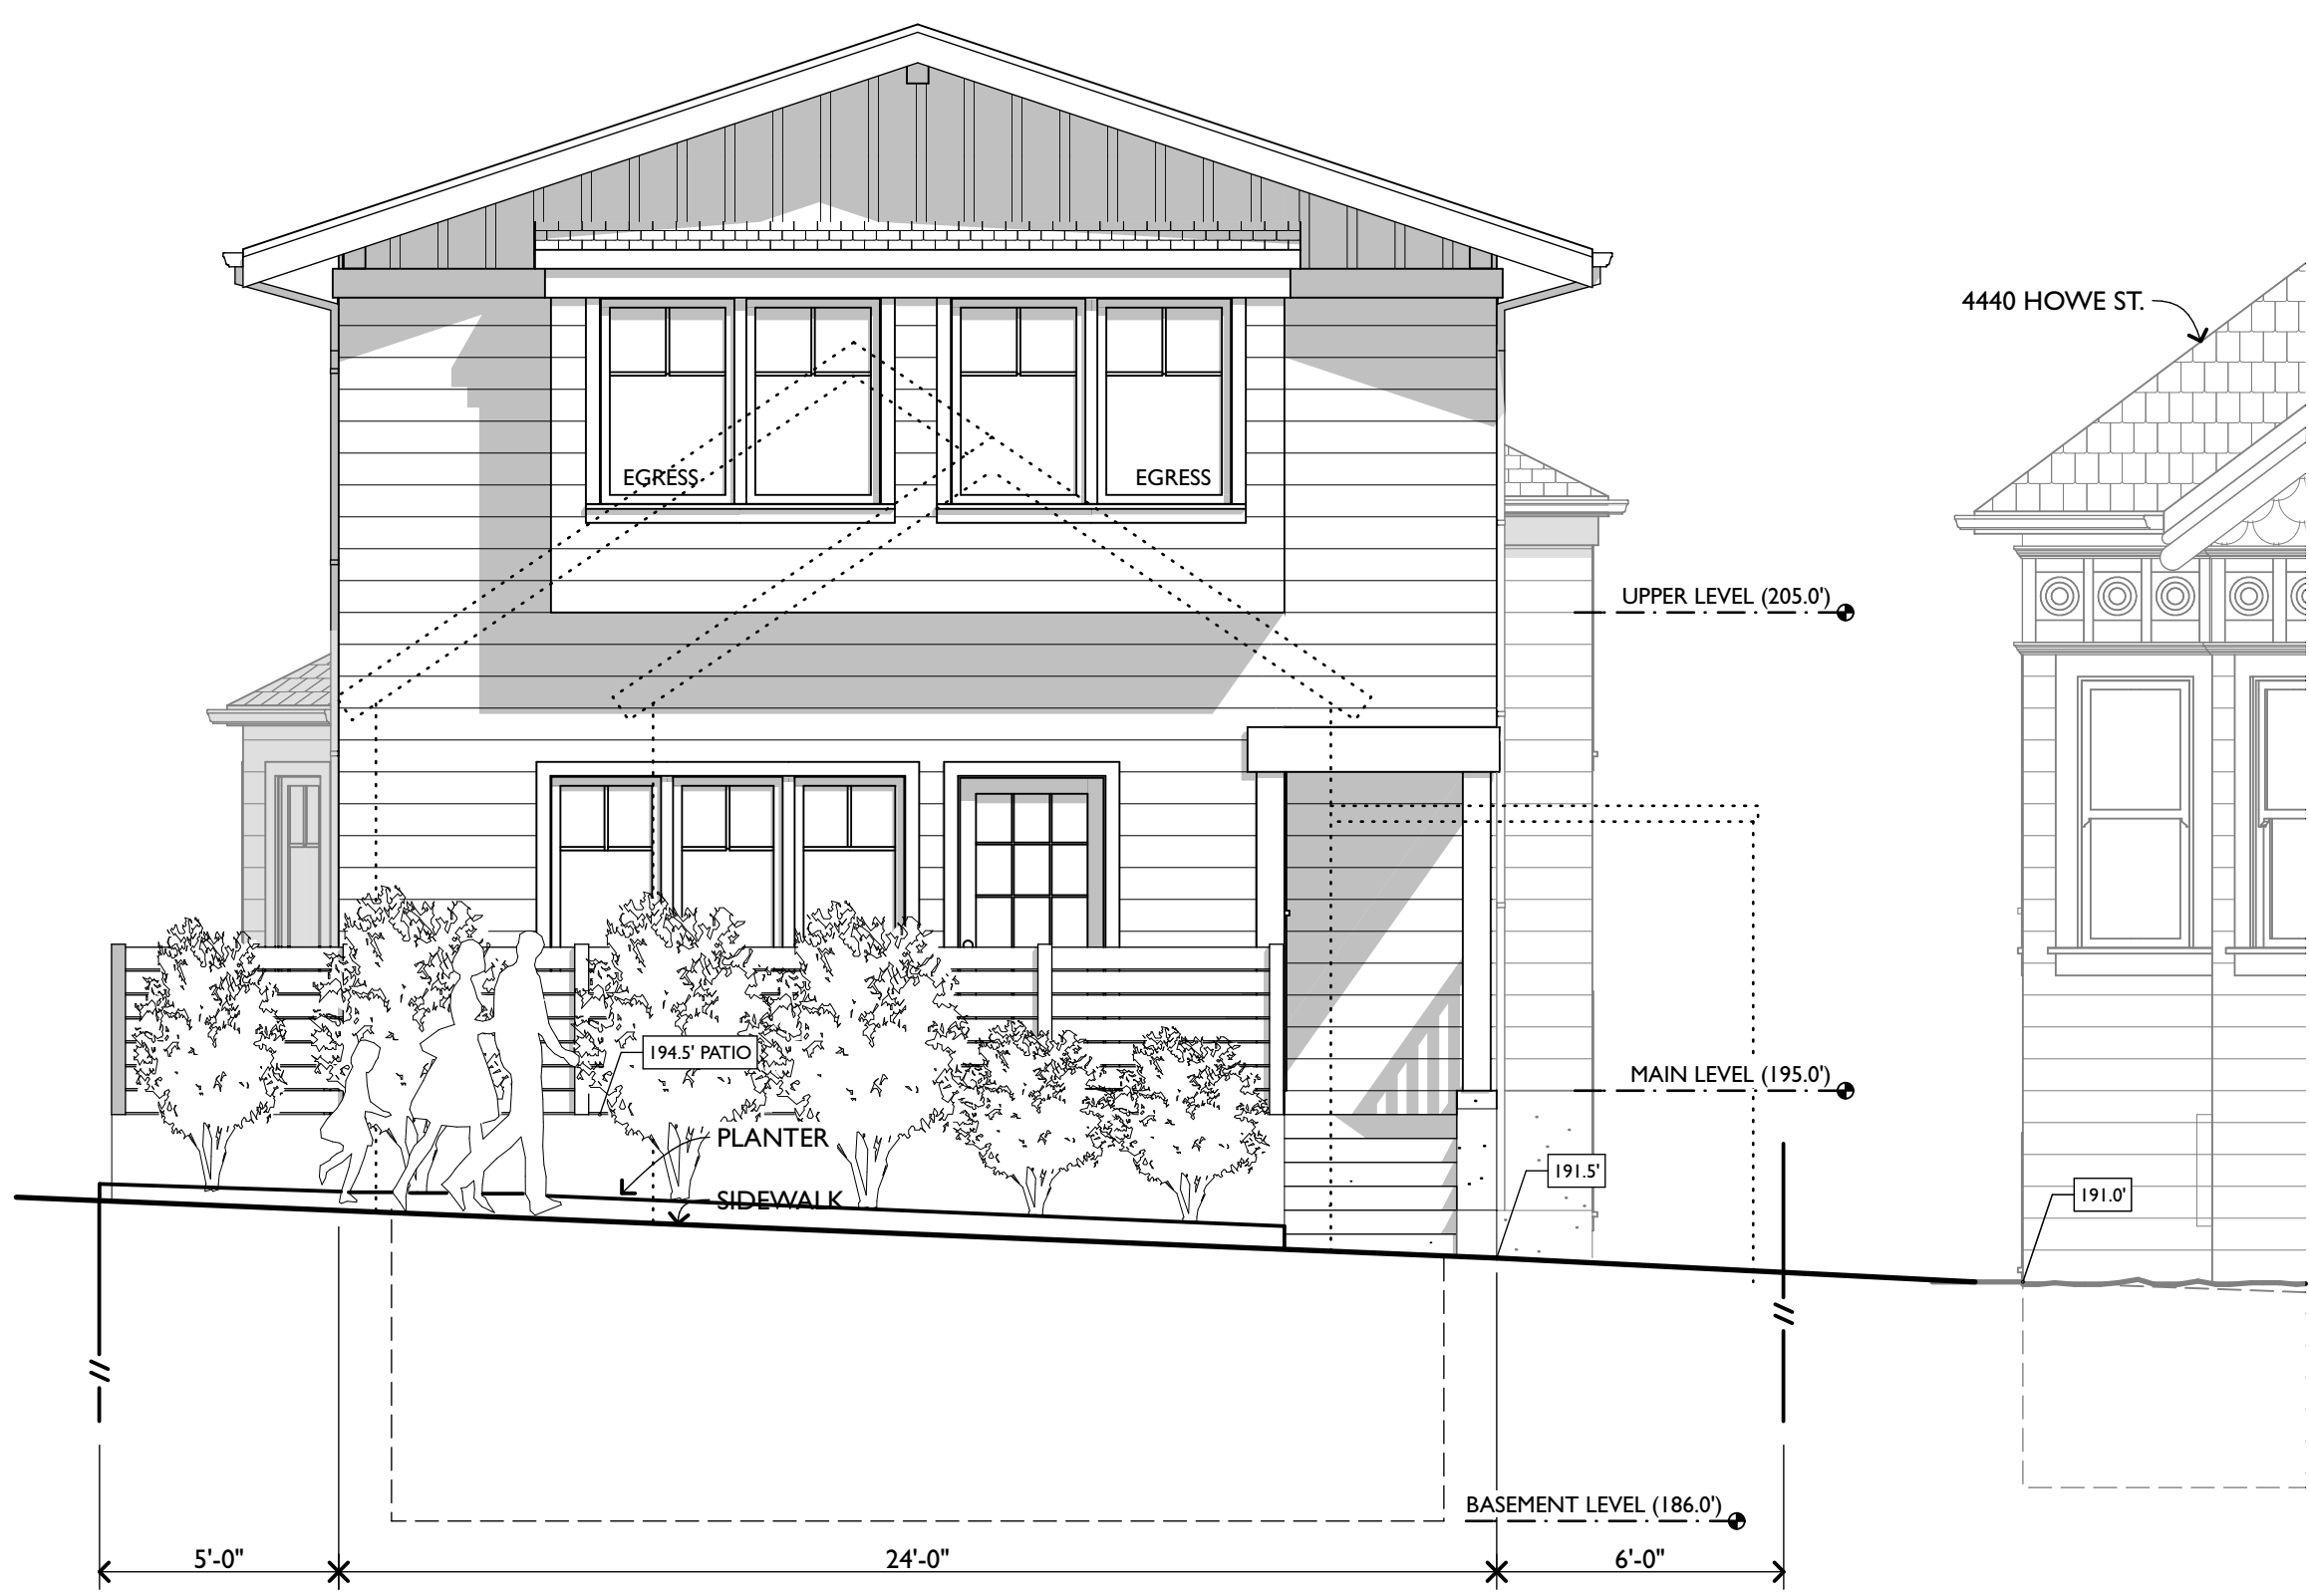 4440 HOWE ST.
EGRESS
EGRESS
UPPER LEVEL (205.0')
194.5' PATIO
MAIN LEVEL (195.0')
PLANTER
191.5'
191.0'
SIDEWALK
BASEMENT LEVEL (186.0')
5'-0"
24'-0"
6'-0"